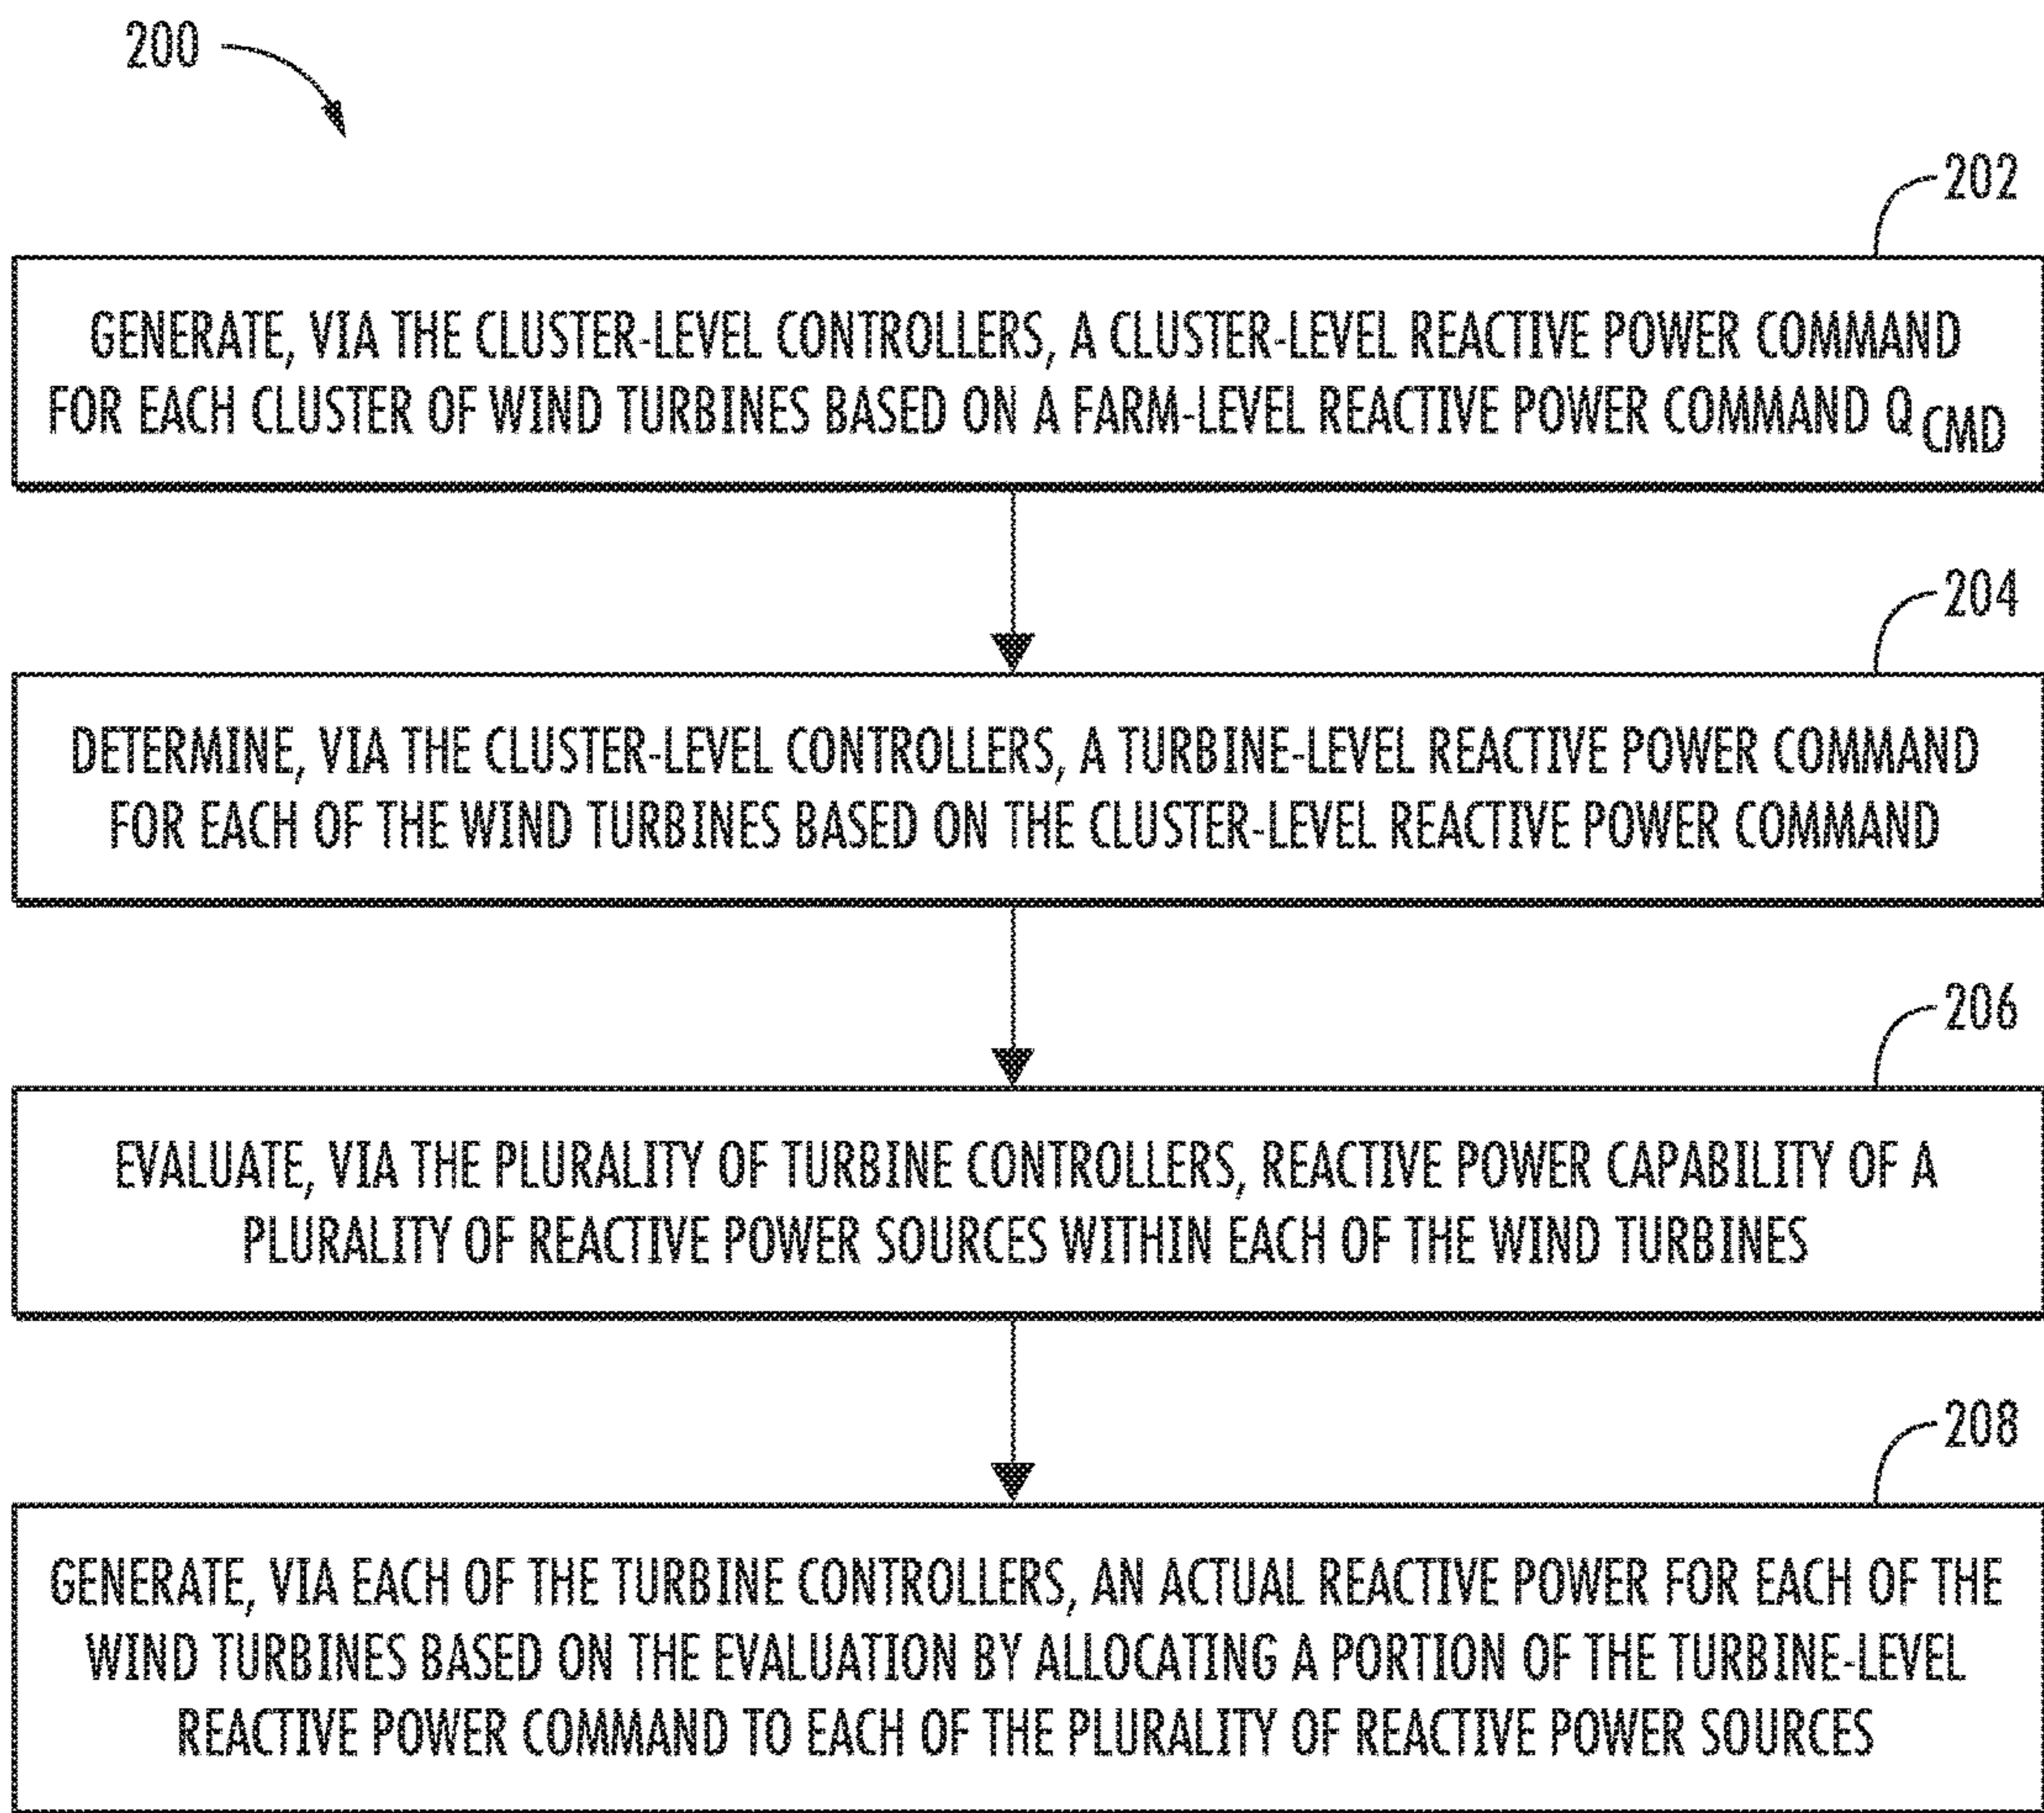 200
202
GENERATE, VIA THE CLUSTER-LEVEL CONTROLLERS, A CLUSTER-LEVEL REACTIVE POWER COMMAND
FOR EACH CLUSTER OF WIND TURBINES BASED ON A FARM-LEVEL REACTIVE POWER COMMAND Q CMD
204
DETERMINE, VIA THE CLUSTER-LEVEL CONTROLLERS, A TURBINE-LEVEL REACTIVE POWER COMMAND
FOR EACH OF THE WIND TURBINES BASED ON THE CLUSTER-LEVEL REACTIVE POWER COMMAND
206
EVALUATE, VIA THE PLURALITY OF TURBINE CONTROLLERS, REACTIVE POWER CAPABILITY OF A
PLURALITY OF REACTIVE POWER SOURCES WITHIN EACH OF THE WIND TURBINES
208
GENERATE, VIA EACH OF THE TURBINE CONTROLLERS, AN ACTUAL REACTIVE POWER FOR EACH OF THE
WIND TURBINES BASED ON THE EVALUATION BY ALLOCATING A PORTION OF THE TURBINE-LEVEL
REACTIVE POWER COMMAND TO EACH OF THE PLURALITY OF REACTIVE POWER SOURCES